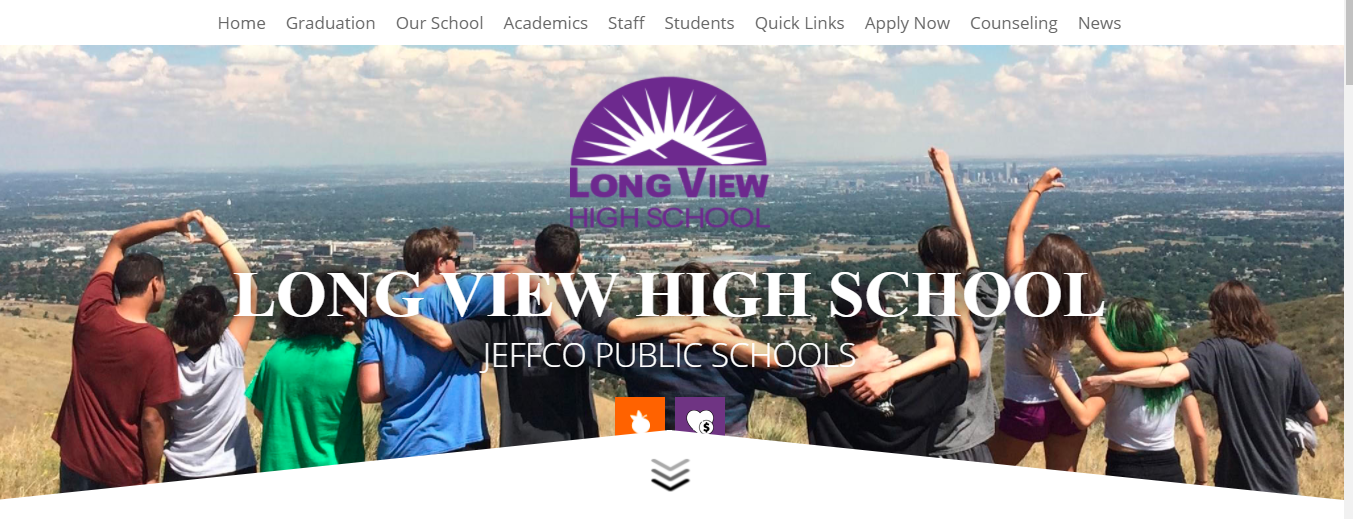 Home Graduation Our School Academics Staff Students Quick Links Apply Now Counseling News
LONG VIEW
HIGH SCHOOL
LONG VIEW HIGH SCHOOL
JEFFCO PUBLIC SCHOOLS
$